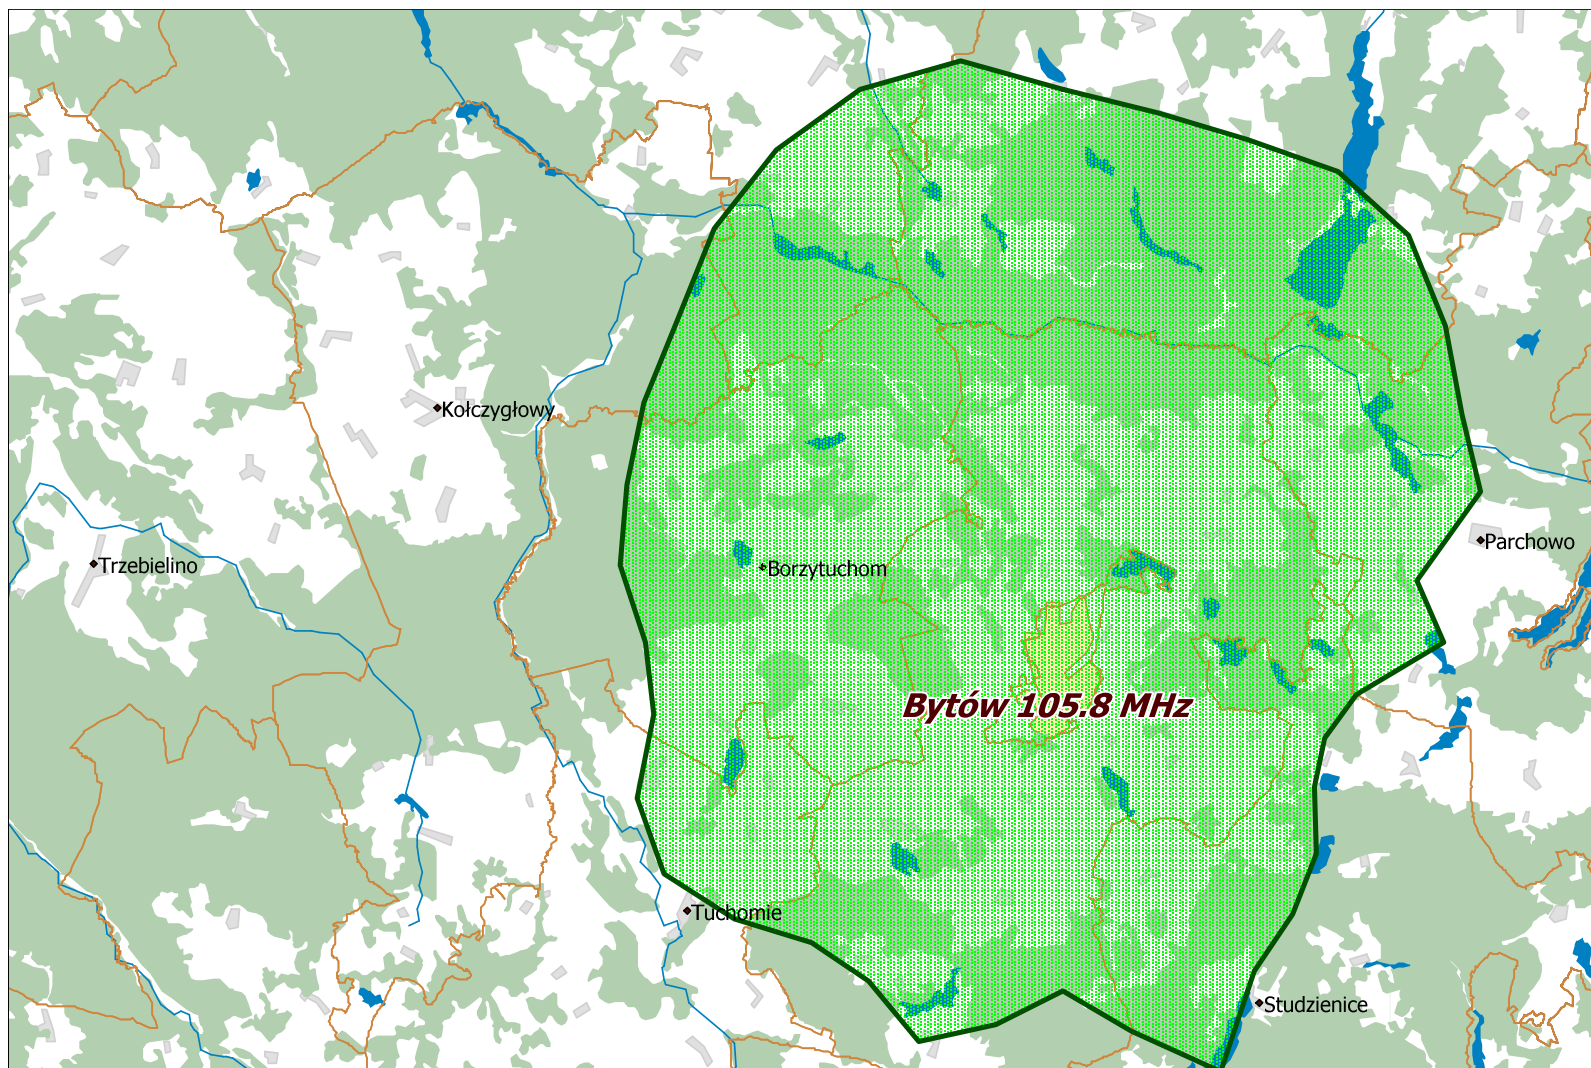 Kołczygłowy
Parchowo
Trzebielino
Borzytuchom
Bytów 105.8 MHz
Tuchomie
Studzienice